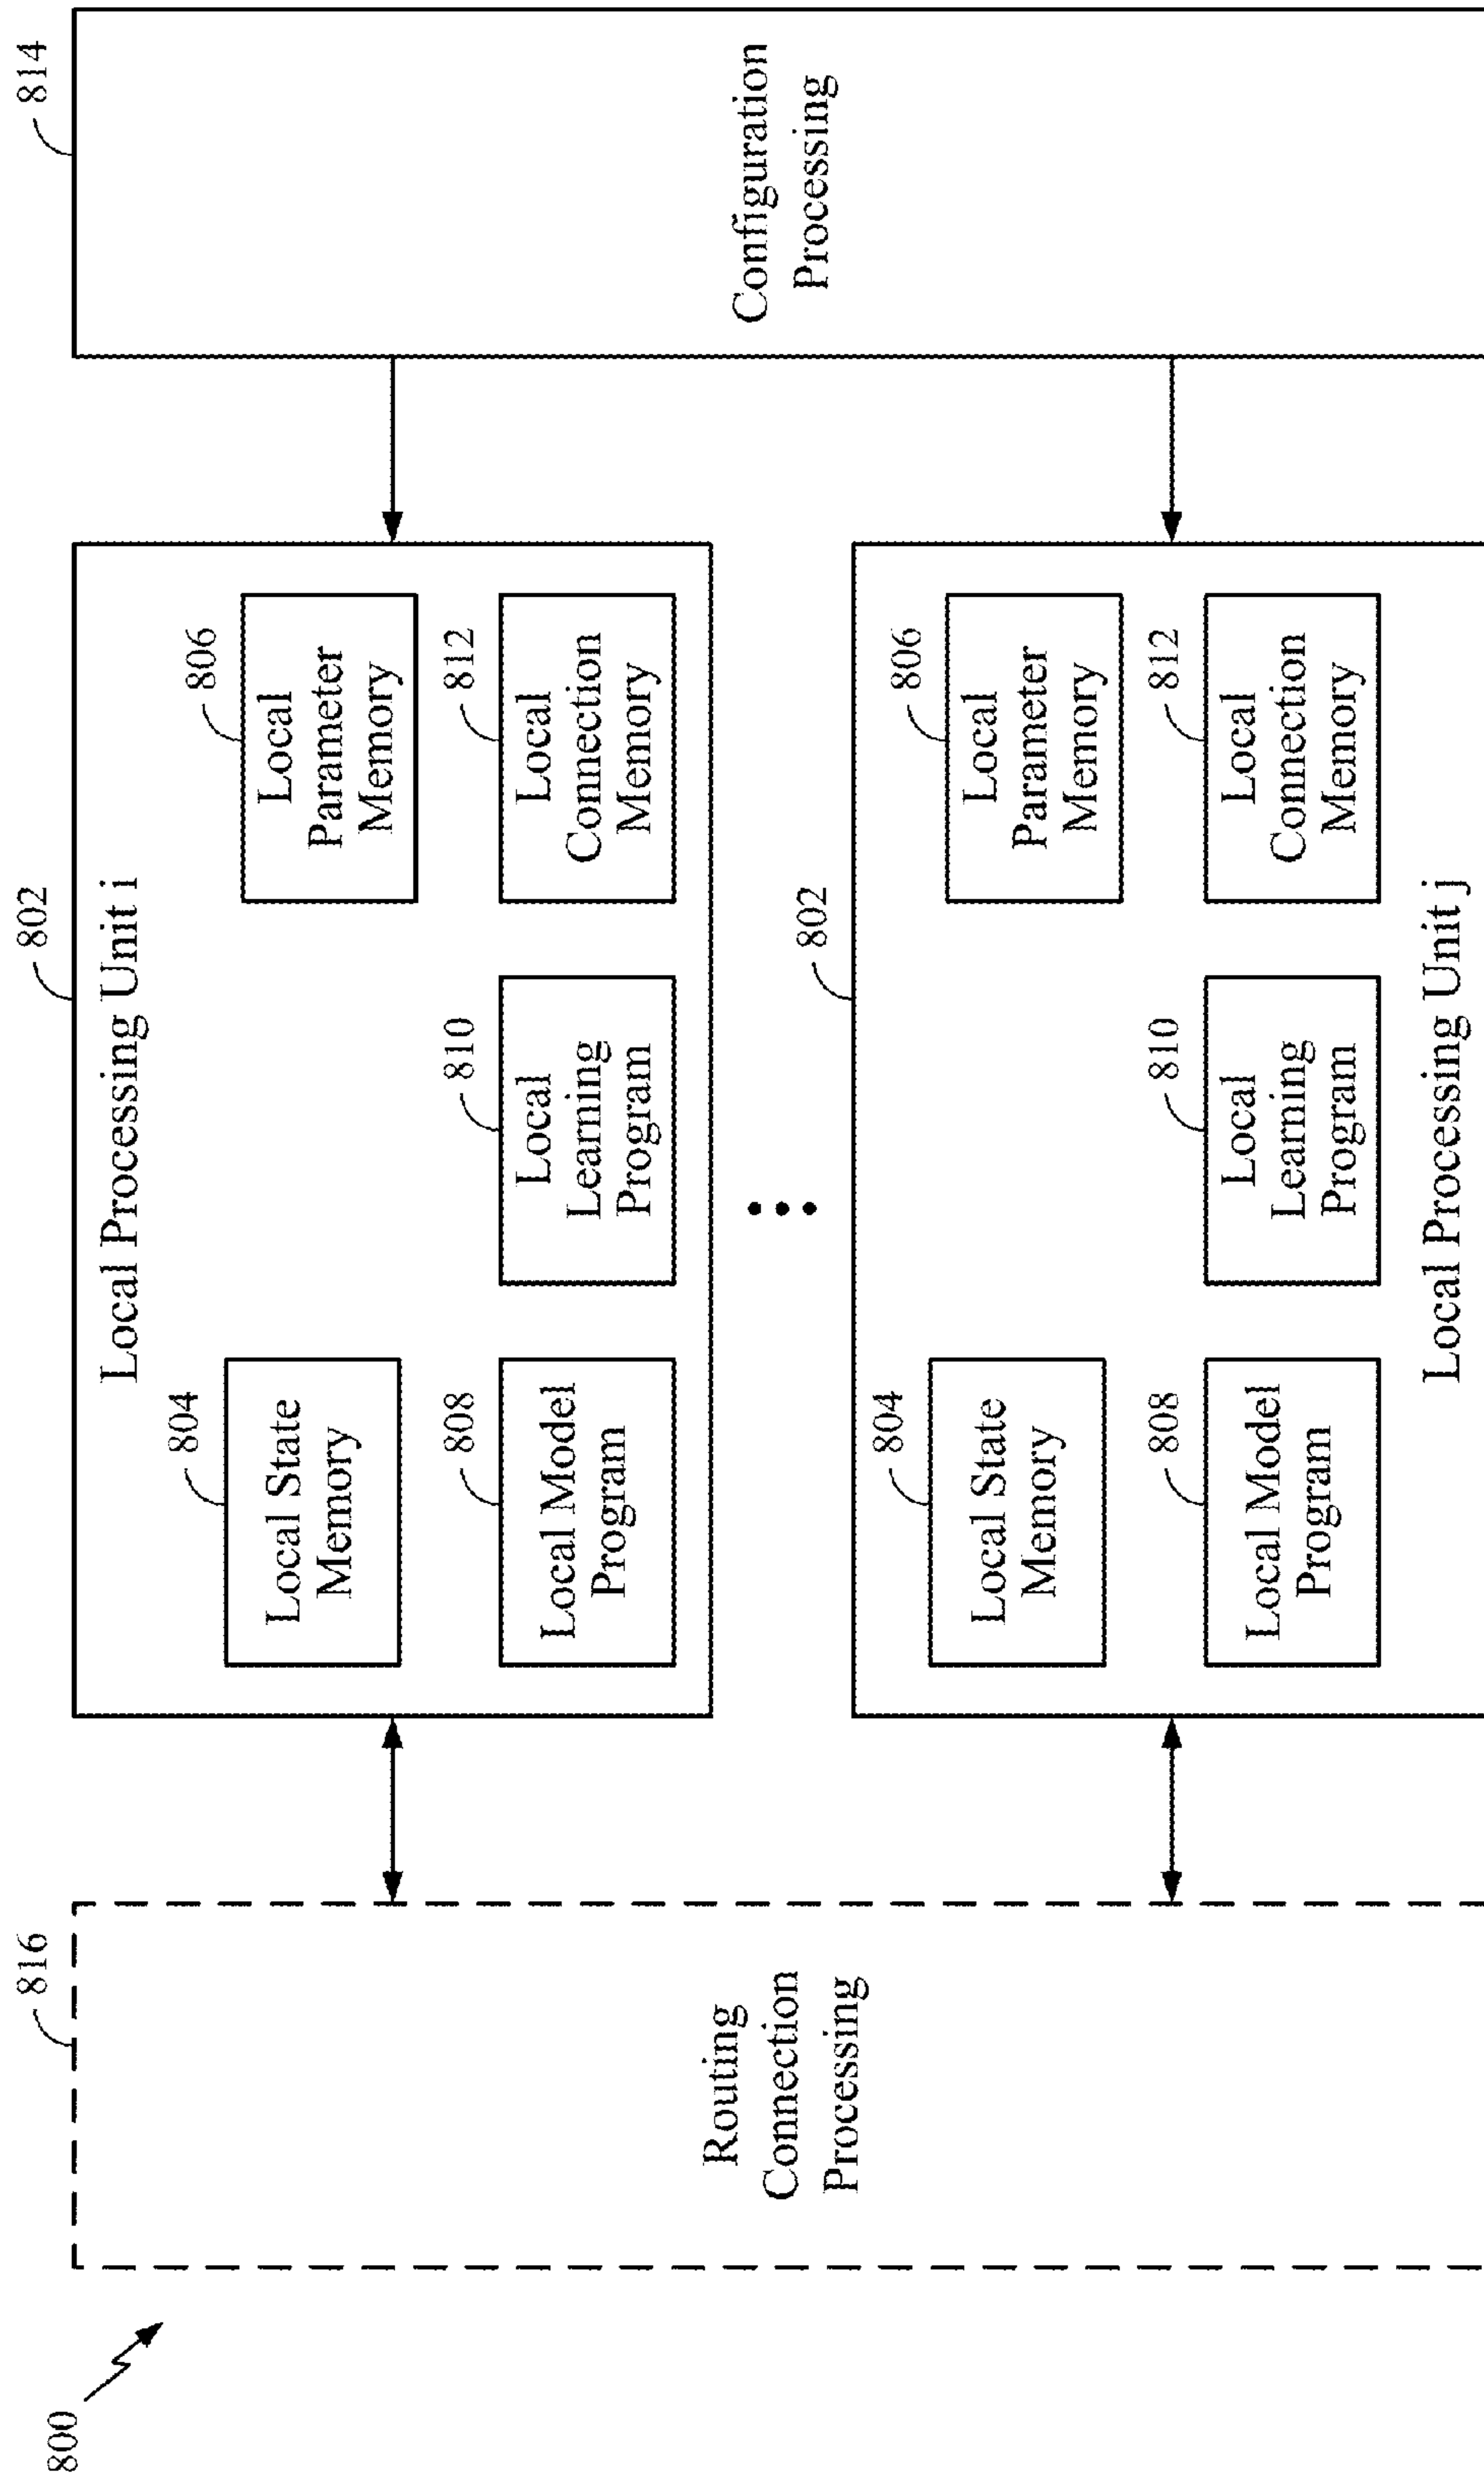 800
816
Routing
Connection
Processing
802
Local Processing Unit i
804
Local State
Memory
806
Local
Parameter
Memory
808
Local Model
Program
810
Local
Learning
Program
812
Local
Connection
Memory
802
804
Local State
Memory
806
Local
Parameter
Memory
808
Local Model
Program
810
Local
Learning
Program
812
Local
Connection
Memory
Local Processing Unit j
814
Configuration
Processing